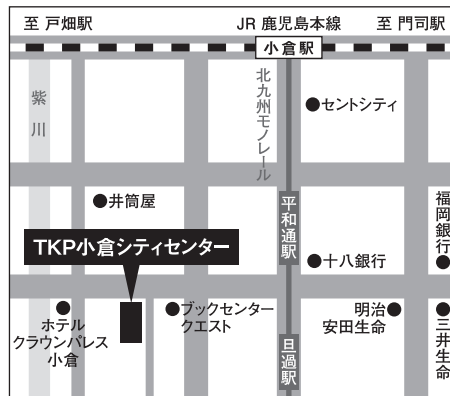 至 戸畑駅
JR 鹿児島本線
至 門司駅
小倉駅
紫川
北九州モノレール
●セントシティ
●井筒屋
平和通駅
福岡銀行
TKP小倉シティセンター
●十八銀行
ホテル
クラウンパレス
小倉
●ブックセンター
クエスト
明治
安田生命
三井生命
旦過駅